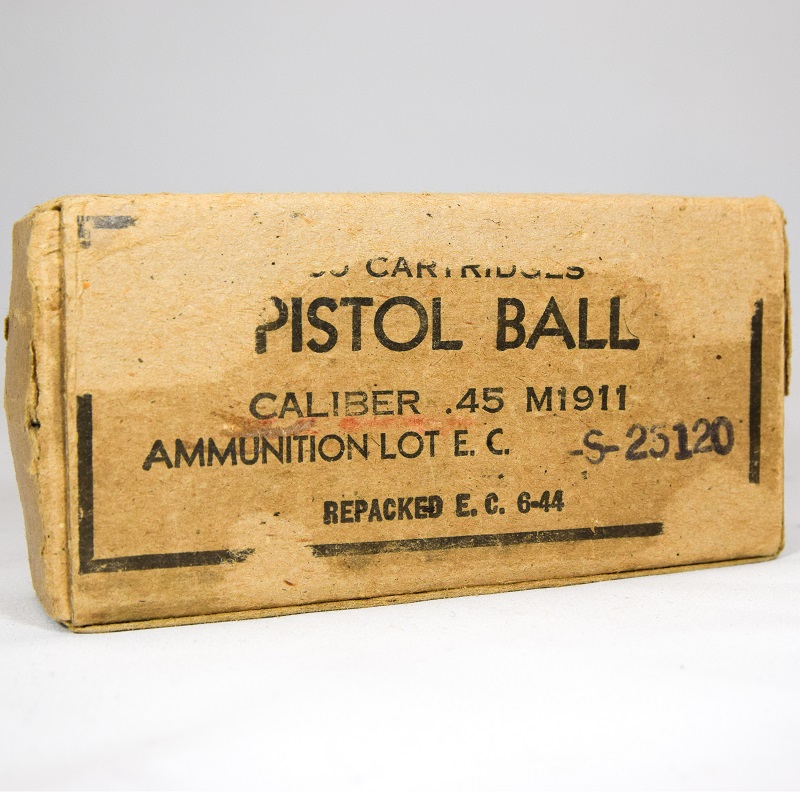 CARTRIDGES
PISTOL BALL
CALIBER .45 M1911
AMMUNITION LOT E. C. -S-25120
REPACKED E. C. 6-44